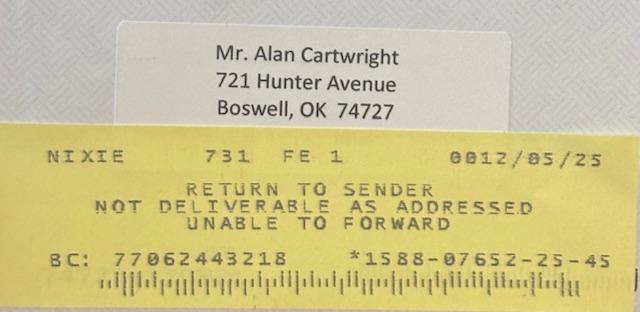 Mr. Alan Cartwright
721 Hunter Avenue
Boswell, OK 74727
NIXIE 731 FE 1 0012/05/25
RETURN TO SENDER
NOT DELIVERABLE AS ADDRESSED
UNABLE TO FORWARD
BC: 77062443218 *1588-07652-25-45